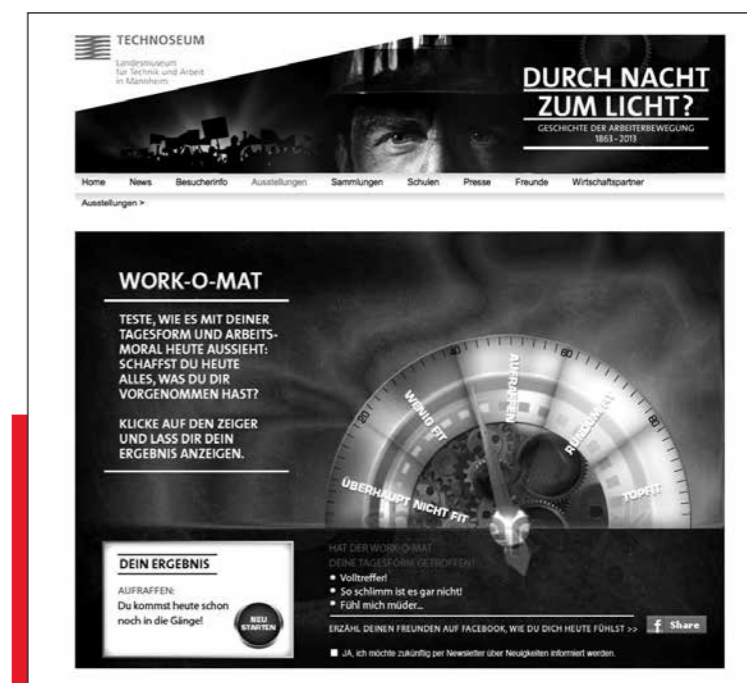 TECHNOSEUM
Landesmuseum
für Technik und Arbeit
in Mannheim
DURCH NACHT
ZUM LICHT?
GESCHICHTE DER ARBEITERBEWEGUNG
1863–2013
Home News Besucherinfo Ausstellungen Sammlungen Schulen Presse Freunde Wirtschaftspartner
Ausstellungen >
WORK-O-MAT
TESTE, WIE ES MIT DEINER
TAGESFORM UND ARBEITS-
MORAL HEUTE AUSSIEHT:
SCHAFFST DU HEUTE
ALLES, WAS DU DIR
VORGENOMMEN HAST?
KLICKE AUF DEN ZEIGER
UND LASS DIR DEIN
ERGEBNIS ANZEIGEN.
20 40 60 80
ÜBERHAUPT NICHT FIT
WENIG FIT
AUFRAFFEN
RUNDUM FIT
TOPFIT
DEIN ERGEBNIS
AUFRAFFEN:
Du kommst heute schon
noch in die Gänge!
NEU
STARTEN
HAT DER WORK-O-MAT
DEINE TAGESFORM GETROFFEN?
Volltreffer!
So schlimm ist es gar nicht!
Fühl mich müder...
ERZÄHL DEINEN FREUNDEN AUF FACEBOOK, WIE DU DICH HEUTE FÜHLST >>
f Share
JA, ich möchte zukünftig per Newsletter über Neuigkeiten informiert werden.